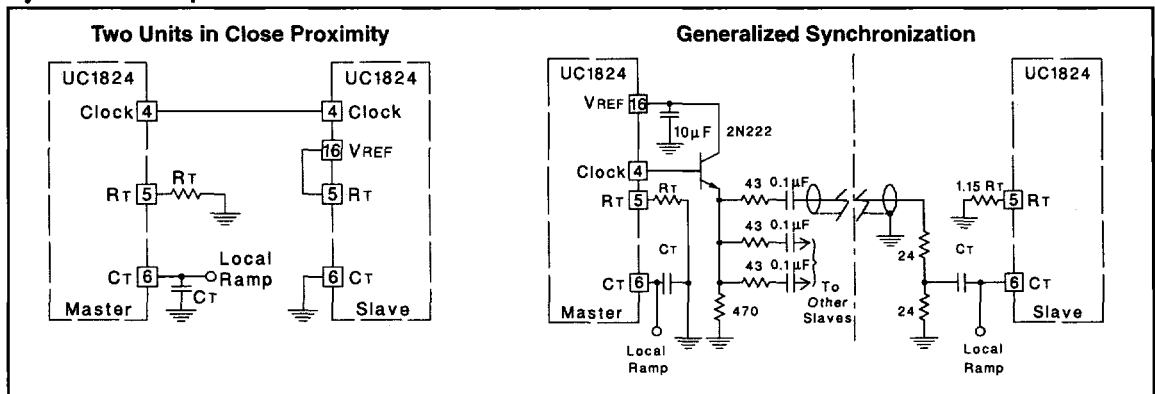 Two Units in Close Proximity
UC1824
UC1824
Clock 4
4 Clock
16 VREF
RT 5
RT
5 RT
CT 6
Local
Ramp
CT
6 CT
Master
Slave
Generalized Synchronization
UC1824
UC1824
VREF 16
10µF
2N222
Clock 4
RT 5
RT
43 0.1µF
1.15 RT
5 RT
43 0.1µF
CT
24
CT
CT 6
43 0.1µF
To
Other
Slaves
6 CT
Master
470
24
Slave
Local
Ramp
Local
Ramp